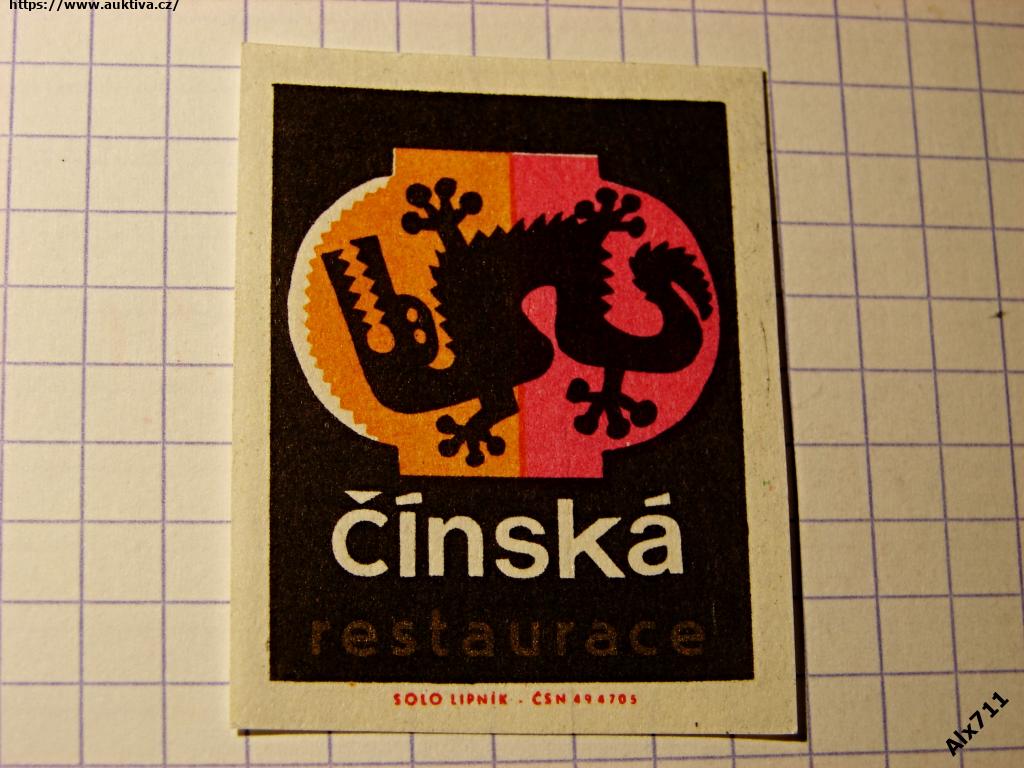 https://www.auktiva.cz/
čínská
restaurace
SOLO LIPNÍK - ČSN 494705
Alx711